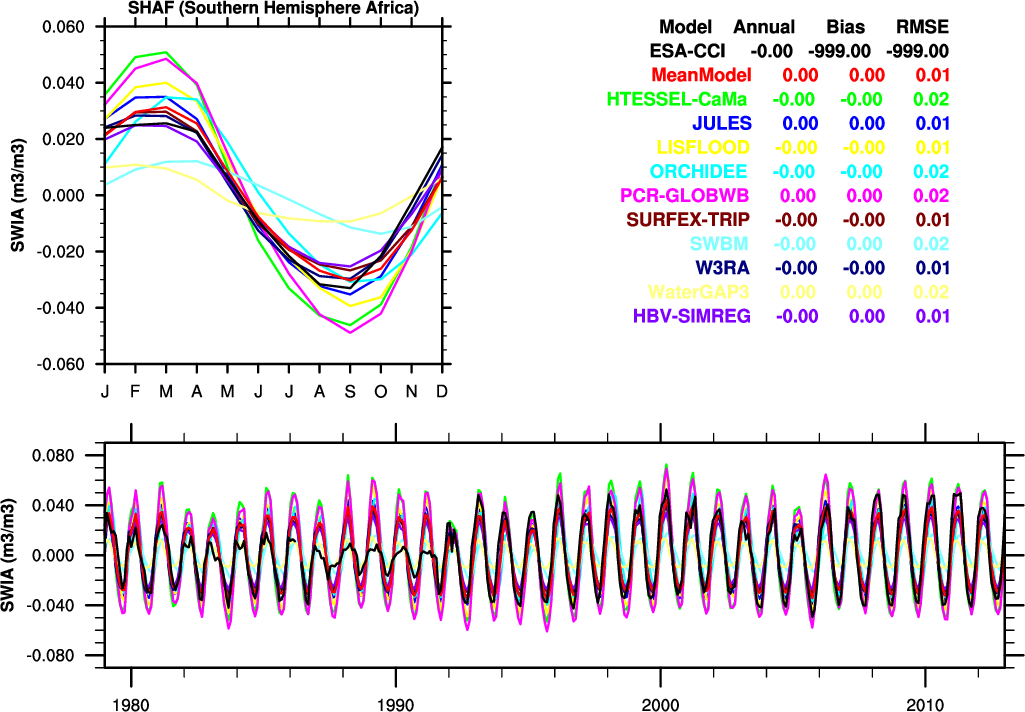 SHAF (Southern Hemisphere Africa)
0.060
0.040
0.020
0.000
-0.020
-0.040
-0.060
SWIA (m3/m3)
J F M A M J J A S O N D
Model Annual Bias RMSE
ESA-CCI -0.00 -999.00 -999.00
MeanModel 0.00 0.00 0.01
HTESSEL-CaMa -0.00 -0.00 0.02
JULES 0.00 0.00 0.01
LISFLOOD -0.00 -0.00 0.01
ORCHIDEE -0.00 -0.00 0.02
PCR-GLOBWB 0.00 0.00 0.02
SURFEX-TRIP -0.00 -0.00 0.01
SWBM -0.00 -0.00 0.02
W3RA -0.00 -0.00 0.01
WaterGAP3 0.00 0.00 0.02
HBV-SIMREG -0.00 0.00 0.01
0.080
0.040
0.000
-0.040
-0.080
SWIA (m3/m3)
1980 1990 2000 2010